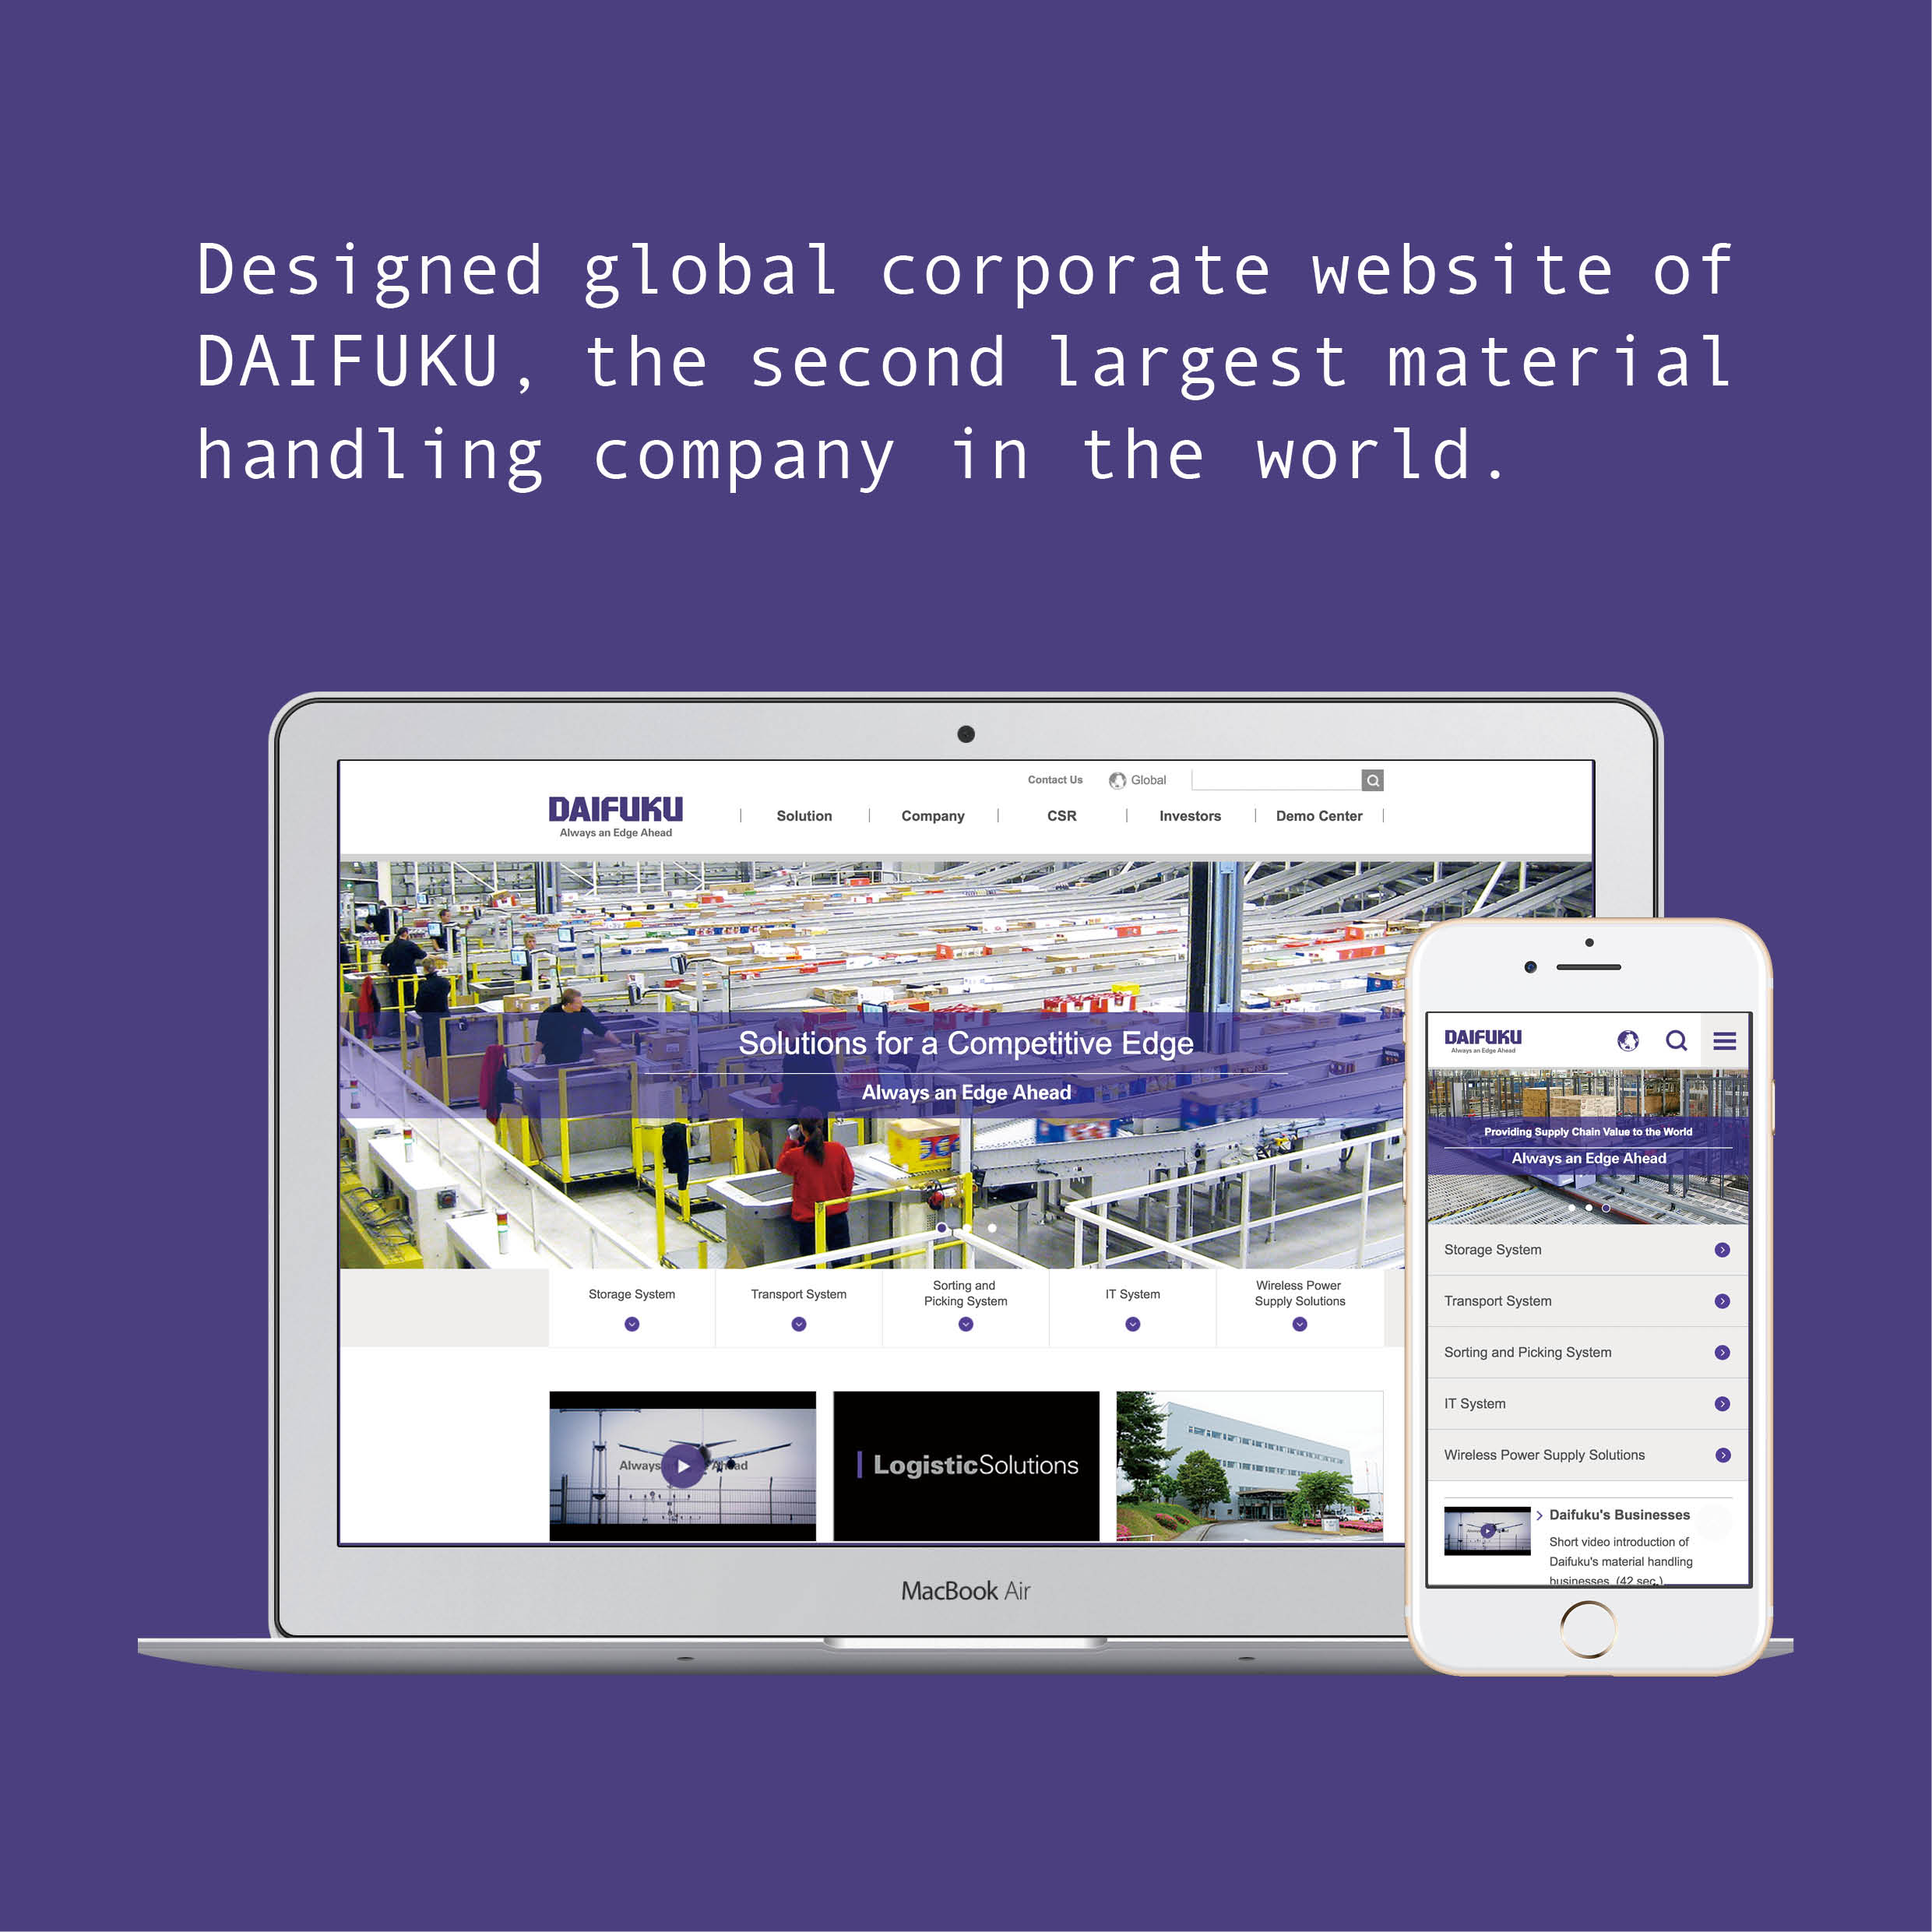 Designed global corporate website of
DAIFUKU, the second largest material
handling company in the world.
Contact Us Global
DAIFUKU
Always an Edge Ahead
Solution Company CSR Investors Demo Center
Solutions for a Competitive Edge
Always an Edge Ahead
Storage System
Transport System
Sorting and
Picking System
IT System
Wireless Power
Supply Solutions
Always Ahead
LogisticSolutions
MacBook Air
DAIFUKU
Always an Edge Ahead
Providing Supply Chain Value to the World
Always an Edge Ahead
Storage System
Transport System
Sorting and Picking System
IT System
Wireless Power Supply Solutions
Daifuku's Businesses
Short video introduction of
Daifuku's material handling
businesses. (42 sec.)